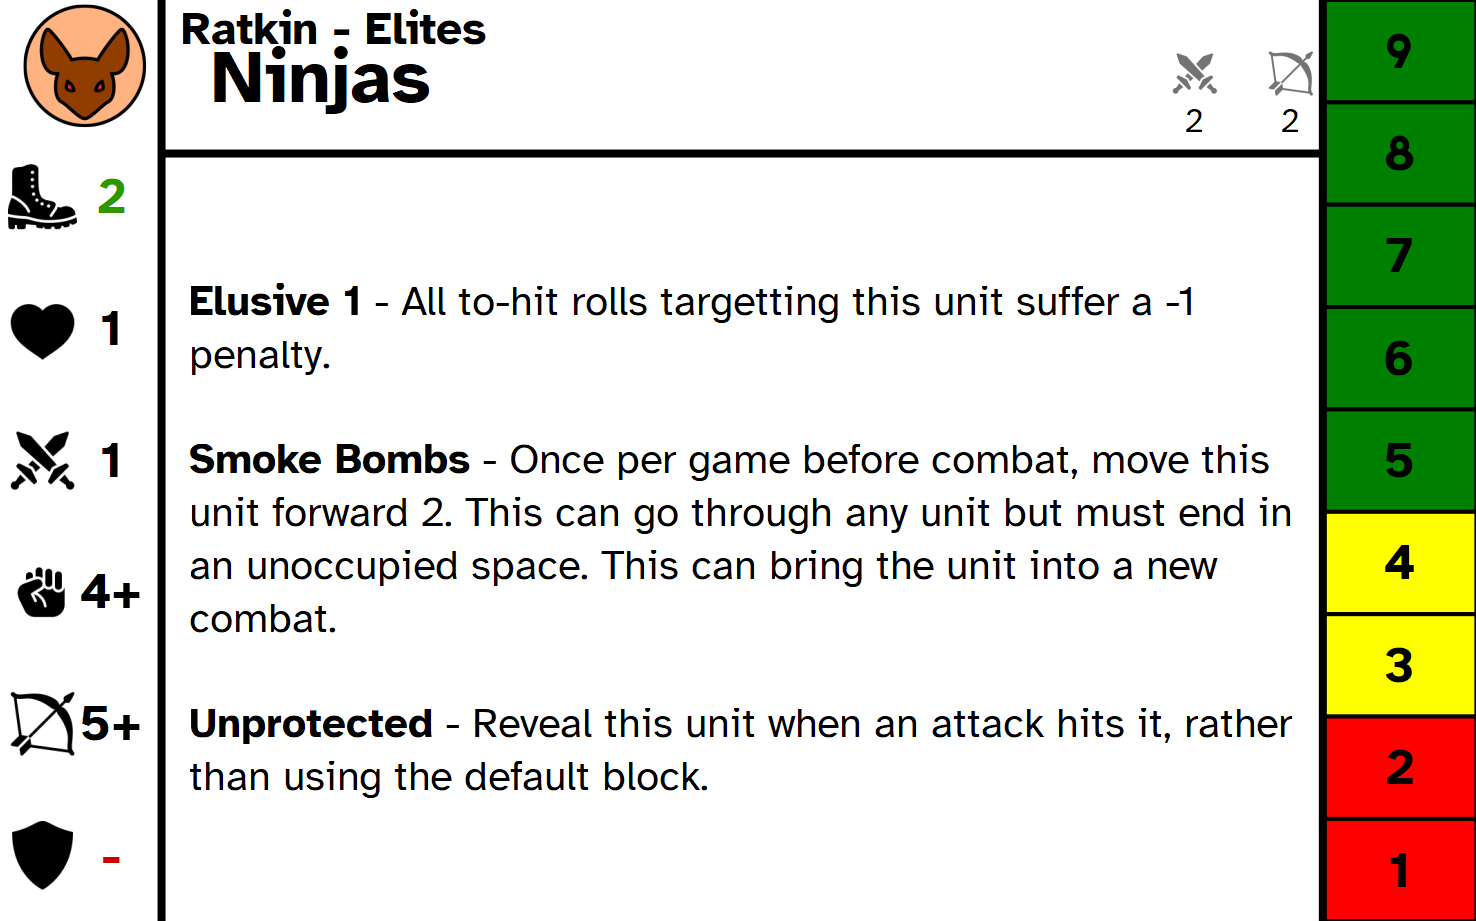 Ratkin - Elites
Ninjas
2 2
2
1
1
4+
5+
-
Elusive 1 - All to-hit rolls targetting this unit suffer a -1
penalty.
Smoke Bombs - Once per game before combat, move this
unit forward 2. This can go through any unit but must end in
an unoccupied space. This can bring the unit into a new
combat.
Unprotected - Reveal this unit when an attack hits it, rather
than using the default block.
9
8
7
6
5
4
3
2
1